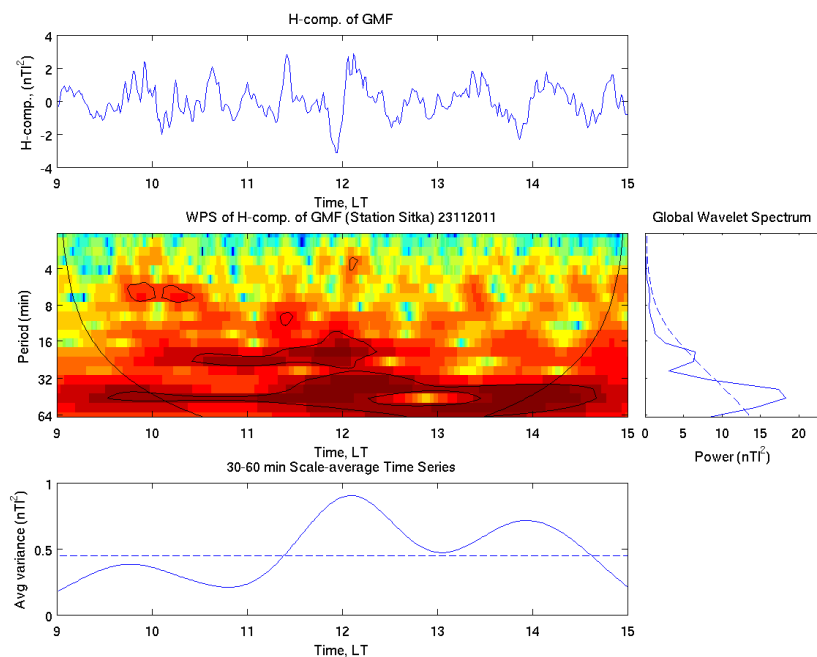 H-comp. of GMF
H-comp., (nTl²)
4
2
0
-2
-4
9 10 11 12 13 14 15
Time, LT
WPS of H-comp. of GMF (Station Sitka) 23112011
Period (min)
4
8
16
32
64
9 10 11 12 13 14 15
Time, LT
Global Wavelet Spectrum
0 5 10 15 20
Power (nTl²)
30-60 min Scale-average Time Series
Avg variance (nTl²)
1
0.5
0
9 10 11 12 13 14 15
Time, LT